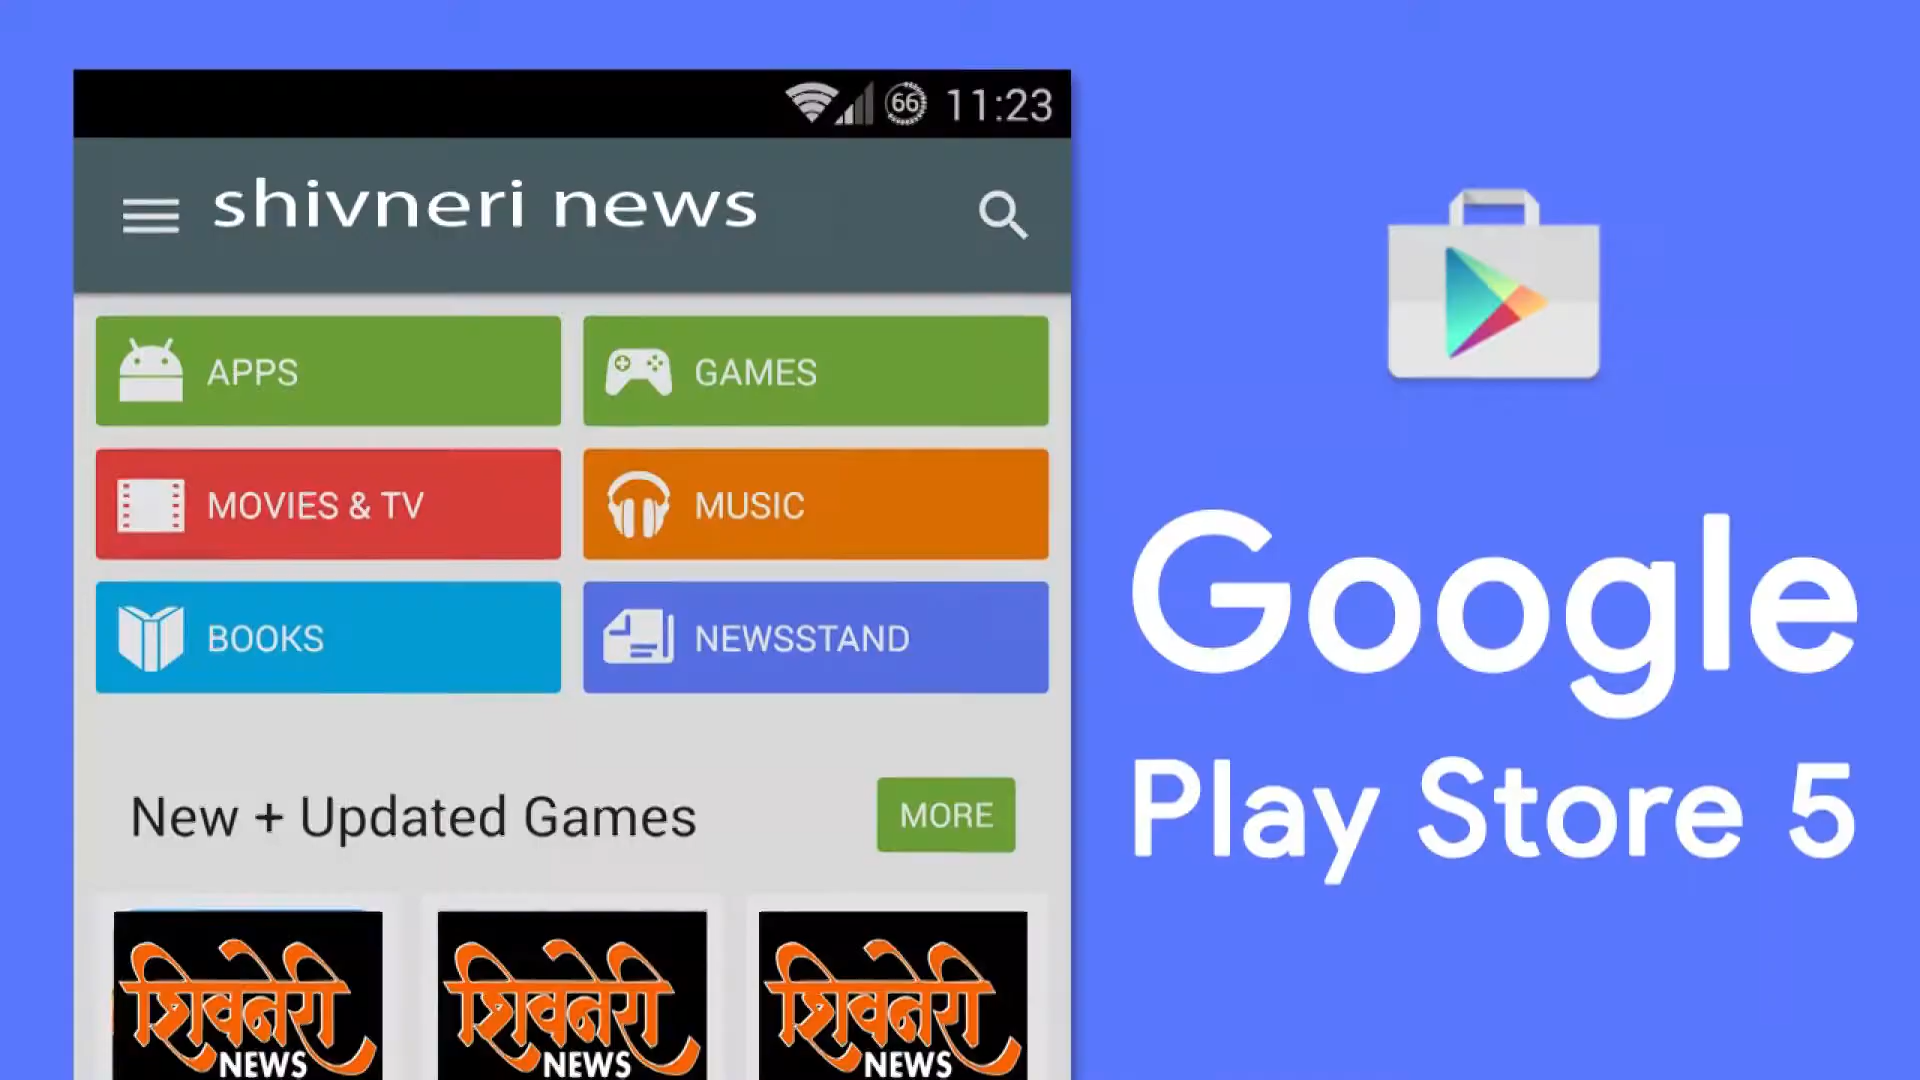 66 11:23
shivneri news
APPS
GAMES
MOVIES & TV
MUSIC
BOOKS
NEWSSTAND
New + Updated Games
MORE
शिवनेरी
NEWS
शिवनेरी
NEWS
शिवनेरी
NEWS
Google
Play Store 5